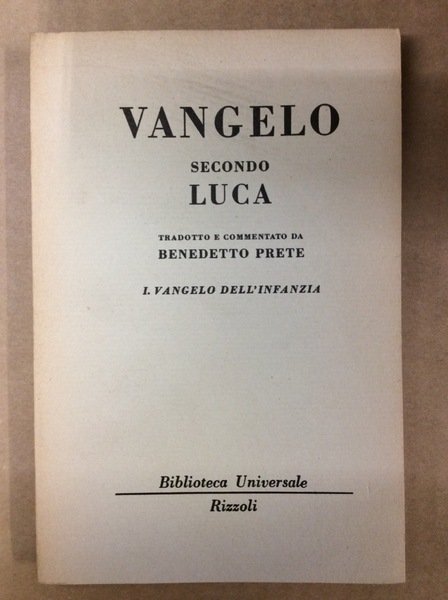 VANGELO
SECONDO
LUCA
TRADOTTO E COMMENTATO DA
BENEDETTO PRETE
I. VANGELO DELL'INFANZIA
Biblioteca Universale
Rizzoli